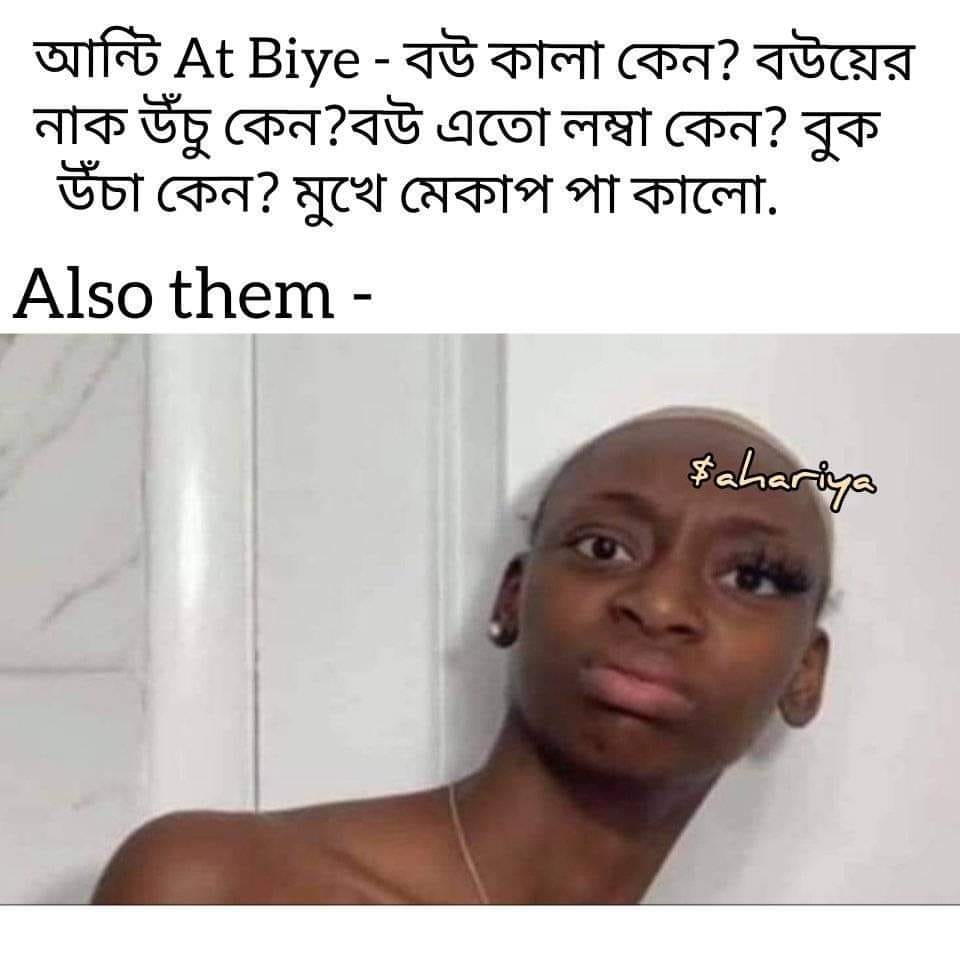 আন্টি At Biye - বউ কালা কেন? বউয়ের
নাক উঁচু কেন?বউ এতো লম্বা কেন? বুক
উঁচা কেন? মুখে মেকাপ পা কালো.
Also them -
$ahariya